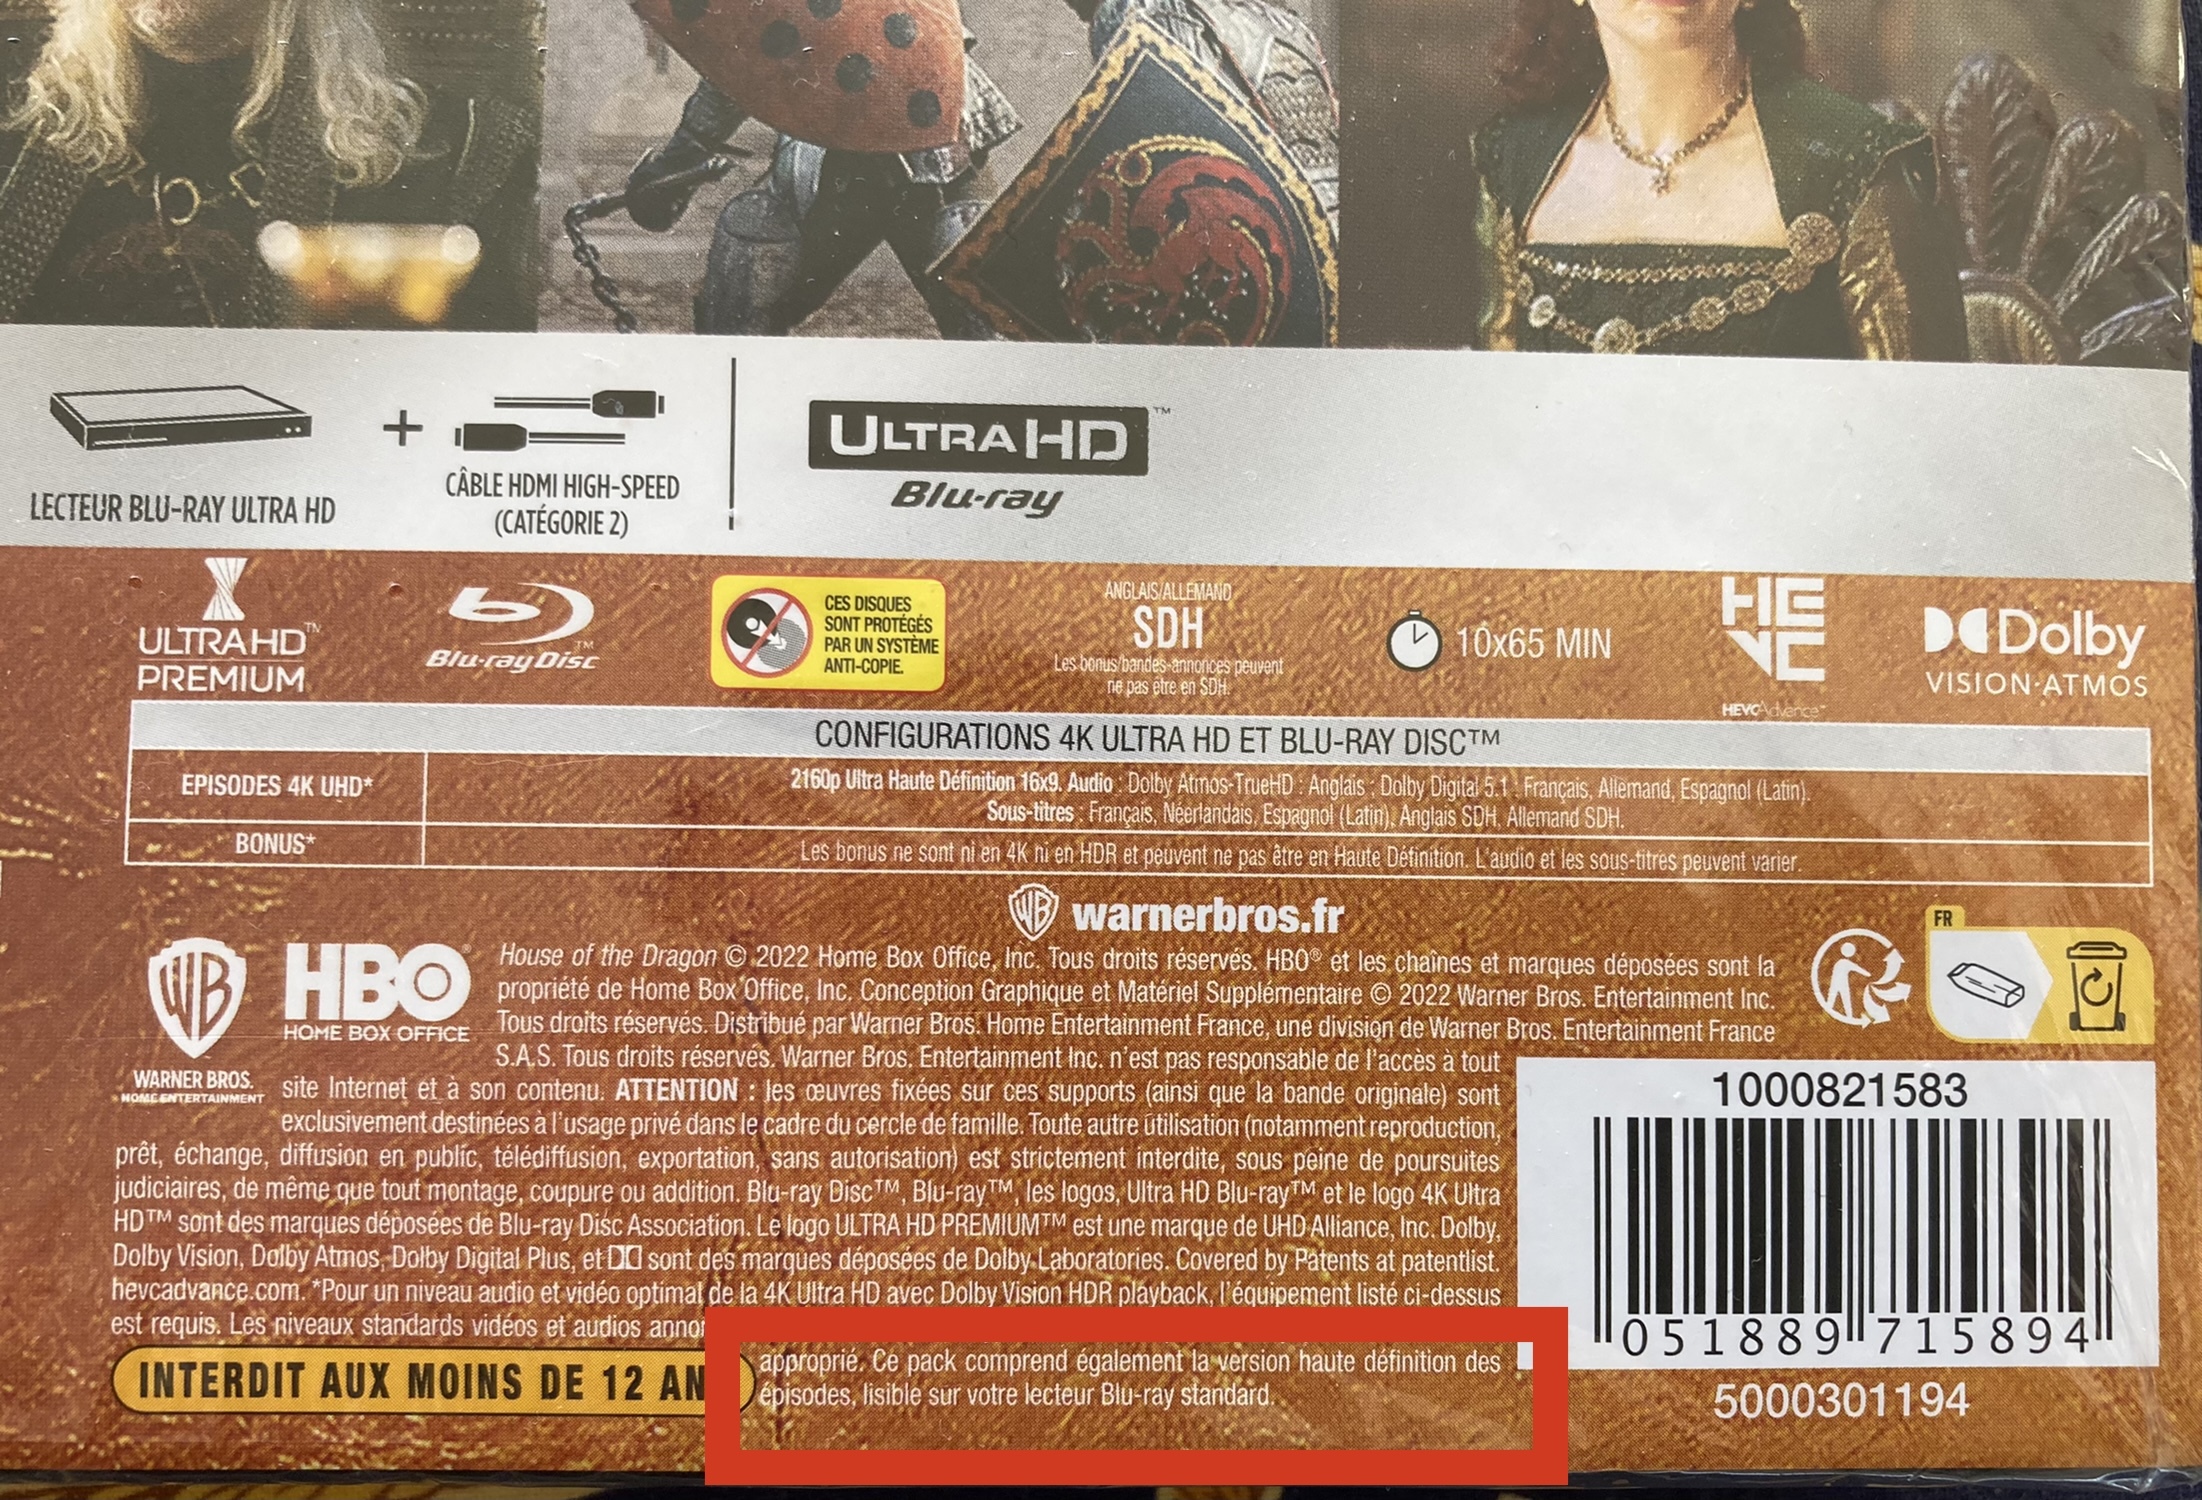 LECTEUR BLU-RAY ULTRA HD
+
CÂBLE HDMI HIGH-SPEED
(CATÉGORIE 2)
ULTRA HD™
Blu-ray
ULTRA HD™
PREMIUM
Blu-ray Disc™
CES DISQUES
SONT PROTÉGÉS
PAR UN SYSTÈME
ANTI-COPIE.
ANGLAIS/ALLEMAND
SDH
Les bonus/bandes-annonces peuvent
ne pas être en SDH.
10x65 MIN
HEVC
HEVC Advance™
Dolby
VISION·ATMOS
CONFIGURATIONS 4K ULTRA HD ET BLU-RAY DISC™
EPISODES 4K UHD*
2160p Ultra Haute Définition 16x9. Audio : Dolby Atmos-TrueHD : Anglais ; Dolby Digital 5.1 : Français, Allemand, Espagnol (Latin).
Sous-titres : Français, Néerlandais, Espagnol (Latin), Anglais SDH, Allemand SDH.
BONUS*
Les bonus ne sont ni en 4K ni en HDR et peuvent ne pas être en Haute Définition. L'audio et les sous-titres peuvent varier.
WB warnerbros.fr
FR
WB
WARNER BROS.
HOME ENTERTAINMENT
HBO®
HOME BOX OFFICE
House of the Dragon © 2022 Home Box Office, Inc. Tous droits réservés. HBO® et les chaînes et marques déposées sont la
propriété de Home Box Office, Inc. Conception Graphique et Matériel Supplémentaire © 2022 Warner Bros. Entertainment Inc.
Tous droits réservés. Distribué par Warner Bros. Home Entertainment France, une division de Warner Bros. Entertainment France
S.A.S. Tous droits réservés. Warner Bros. Entertainment Inc. n'est pas responsable de l'accès à tout
site Internet et à son contenu. ATTENTION : les œuvres fixées sur ces supports (ainsi que la bande originale) sont
exclusivement destinées à l'usage privé dans le cadre du cercle de famille. Toute autre utilisation (notamment reproduction,
prêt, échange, diffusion en public, télédiffusion, exportation, sans autorisation) est strictement interdite, sous peine de poursuites
judiciaires, de même que tout montage, coupure ou addition. Blu-ray Disc™, Blu-ray™, les logos, Ultra HD Blu-ray™ et le logo 4K Ultra
HD™ sont des marques déposées de Blu-ray Disc Association. Le logo ULTRA HD PREMIUM™ est une marque de UHD Alliance, Inc. Dolby,
Dolby Vision, Dolby Atmos, Dolby Digital Plus, et sont des marques déposées de Dolby Laboratories. Covered by Patents at patentlist.
hevcadvance.com. *Pour un niveau audio et vidéo optimal de la 4K Ultra HD avec Dolby Vision HDR playback, l'équipement listé ci-dessus
est requis. Les niveaux standards vidéos et audios
INTERDIT AUX MOINS DE 12 AN
approprié. Ce pack comprend également la version haute définition des
épisodes, lisible sur votre lecteur Blu-ray standard.
1000821583
051889 715894
5000301194